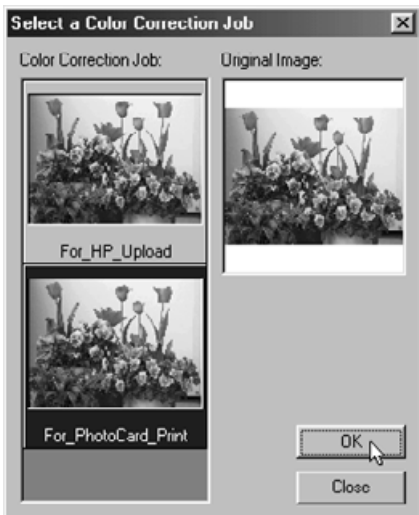 Select a Color Correction Job
Color Correction Job:
Original Image:
For_HP_Upload
For_PhotoCard_Print
OK
Close